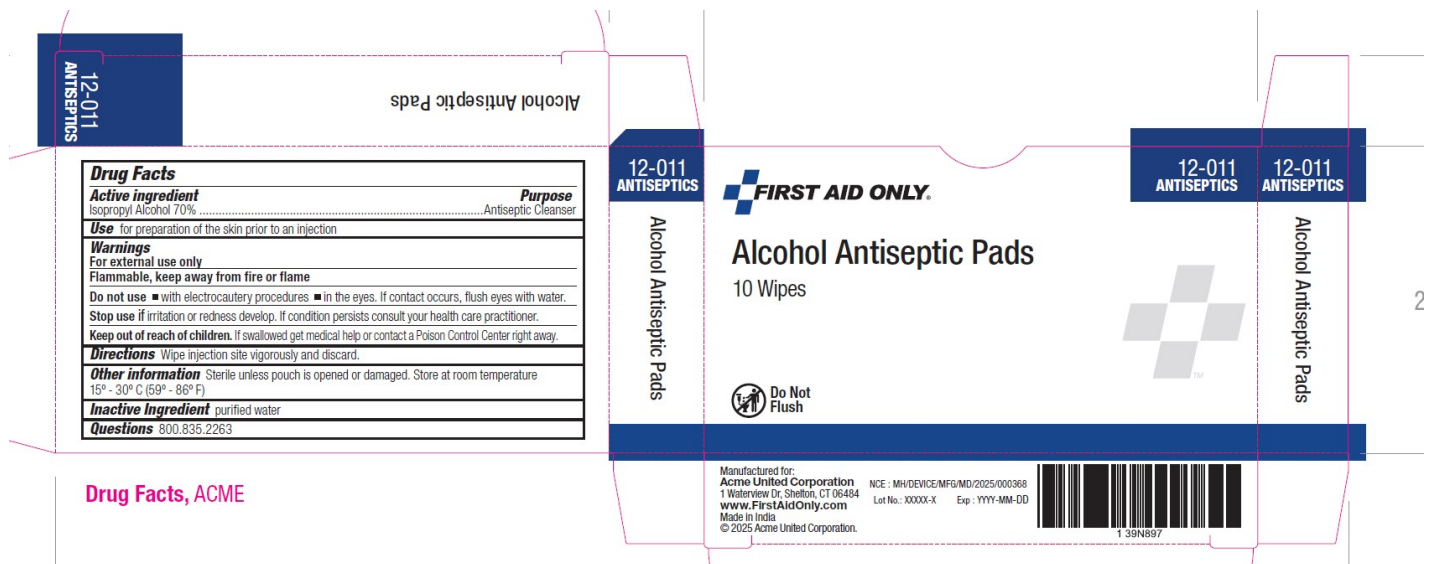 12-011
ANTISEPTICS
Alcohol Antiseptic Pads
Drug Facts
Active ingredient Purpose
Isopropyl Alcohol 70% ........................................................................................Antiseptic Cleanser
Use for preparation of the skin prior to an injection
Warnings
For external use only
Flammable, keep away from fire or flame
Do not use ■ with electrocautery procedures ■ in the eyes. If contact occurs, flush eyes with water.
Stop use if irritation or redness develop. If condition persists consult your health care practitioner.
Keep out of reach of children. If swallowed get medical help or contact a Poison Control Center right away.
Directions Wipe injection site vigorously and discard.
Other information Sterile unless pouch is opened or damaged. Store at room temperature
15º - 30º C (59º - 86º F)
Inactive Ingredient purified water
Questions 800.835.2263
Drug Facts, ACME
12-011
ANTISEPTICS
Alcohol Antiseptic Pads
FIRST AID ONLY®
Alcohol Antiseptic Pads
10 Wipes
Do Not
Flush
12-011
ANTISEPTICS
TM
12-011
ANTISEPTICS
Alcohol Antiseptic Pads
2
Manufactured for:
Acme United Corporation
1 Waterview Dr, Shelton, CT 06484
www.FirstAidOnly.com
Made in India
© 2025 Acme United Corporation.
NCE : MH/DEVICE/MFG/MD/2025/000368
Lot No.: XXXXX-X Exp : YYYY-MM-DD
1 39N897